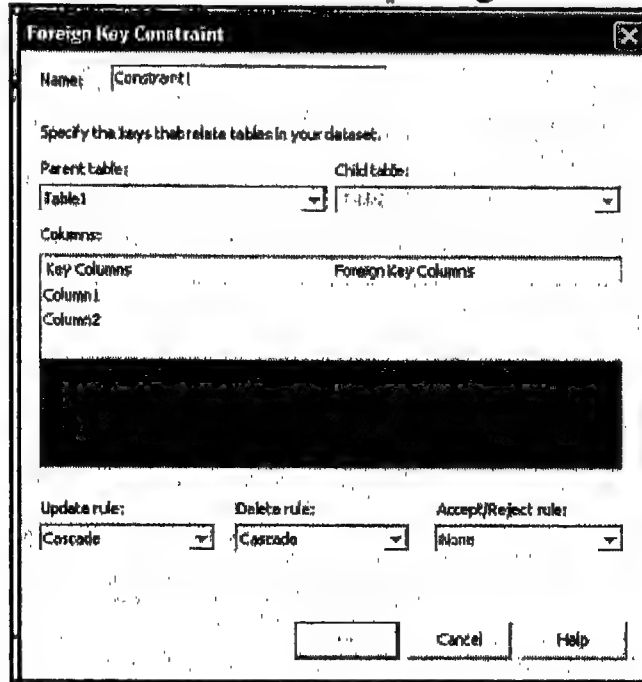 Foreign Key Constraint
Name: Constraint1
Specify the keys that relate tables in your dataset.
Parent table: Child table:
Table1 Table2
Columns:
Key Columns Foreign Key Columns
Column1
Column2
Update rule: Delete rule: Accept/Reject rule:
Cascade Cascade None
Cancel Help